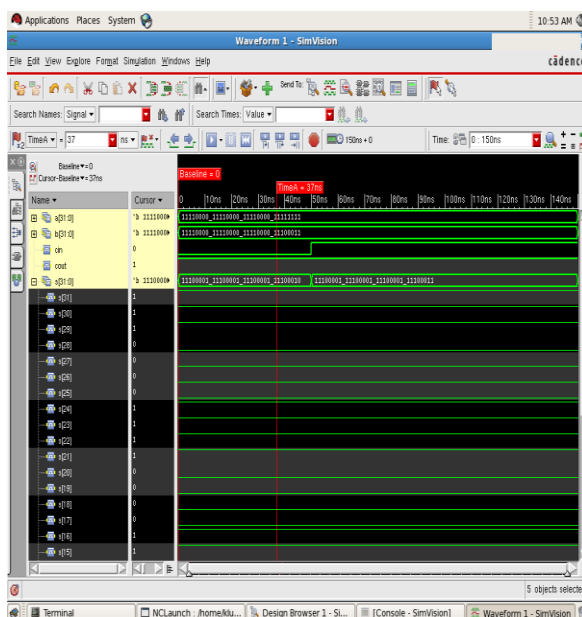 Applications Places System 10:53 AM
Waveform 1 - SimVision
File Edit View Explore Format Simulation Windows Help cādence
Send To:
Search Names: Signal Search Times: Value
TimeA = 37 ns 150ns + 0 Time: 0 : 150ns
Baseline = 0
Cursor-Baseline = 37ns
Baseline = 0
TimeA = 37ns
Name Cursor 0 10ns 20ns 30ns 40ns 50ns 60ns 70ns 80ns 90ns 100ns 110ns 120ns 130ns 140ns
a[31:0] 'b 1111000 11110000_11110000_11110000_11111111
b[31:0] 'b 1111000 11110000_11110000_11110000_11100011
cin 0
cout 1
s[31:0] 'b 1110000 11100001_11100001_11100001_11100010 11100001_11100001_11100001_11100011
s[31] 1
s[30] 1
s[29] 1
s[28] 0
s[27] 0
s[26] 0
s[25] 0
s[24] 1
s[23] 1
s[22] 1
s[21] 1
s[20] 0
s[19] 0
s[18] 0
s[17] 0
s[16] 1
s[15] 1
5 objects selecte
Terminal NCLaunch : /home/klu... Design Browser 1 - Si... [Console - SimVision] Waveform 1 - SimVision